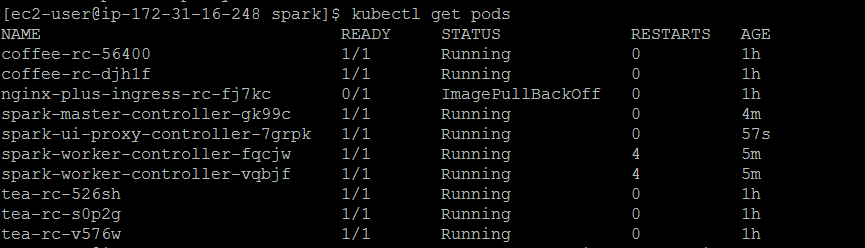 [ec2-user@ip-172-31-16-248 spark]$ kubectl get pods
NAME READY STATUS RESTARTS AGE
coffee-rc-56400 1/1 Running 0 1h
coffee-rc-djh1f 1/1 Running 0 1h
nginx-plus-ingress-rc-fj7kc 0/1 ImagePullBackOff 0 1h
spark-master-controller-gk99c 1/1 Running 0 4m
spark-ui-proxy-controller-7grpk 1/1 Running 0 57s
spark-worker-controller-fqcjw 1/1 Running 4 5m
spark-worker-controller-vqbjf 1/1 Running 4 5m
tea-rc-526sh 1/1 Running 0 1h
tea-rc-s0p2g 1/1 Running 0 1h
tea-rc-v576w 1/1 Running 0 1h